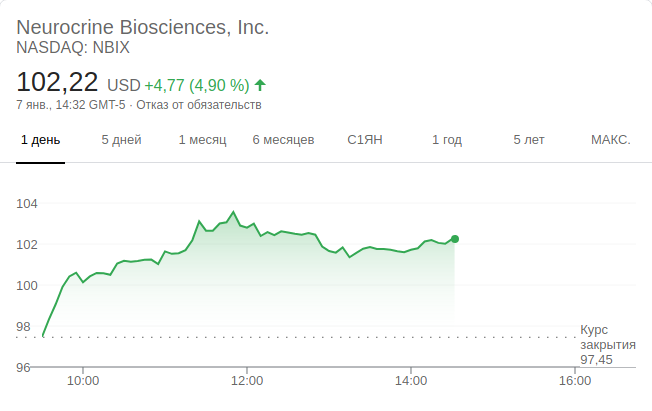 Neurocrine Biosciences, Inc.
NASDAQ: NBIX
102,22 USD +4,77 (4,90 %)
7 янв., 14:32 GMT-5 · Отказ от обязательств
1 день 5 дней 1 месяц 6 месяцев С1ЯН 1 год 5 лет МАКС.
104
102
100
98
Курс
закрытия
97,45
96
10:00 12:00 14:00 16:00